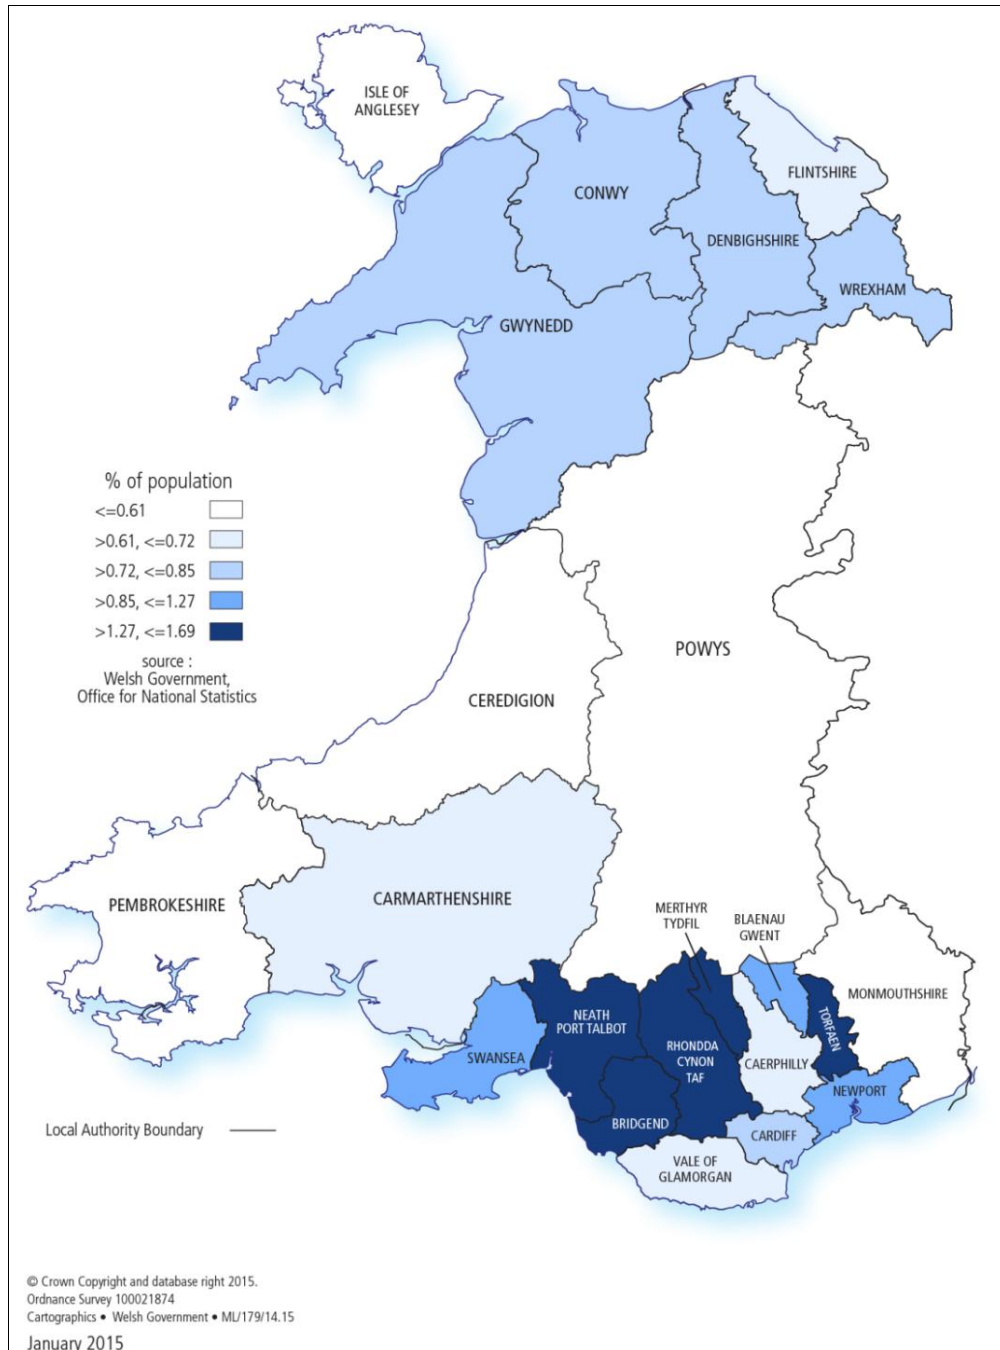 ISLE OF
ANGLESEY
FLINTSHIRE
CONWY
DENBIGHSHIRE
WREXHAM
GWYNEDD
% of population
<=0.61
>0.61, <=0.72
>0.72, <=0.85
>0.85, <=1.27
>1.27, <=1.69
source :
Welsh Government,
Office for National Statistics
POWYS
CEREDIGION
CARMARTHENSHIRE
PEMBROKESHIRE
MERTHYR
TYDFIL
BLAENAU
GWENT
MONMOUTHSHIRE
NEATH
PORT TALBOT
TORFAEN
RHONDDA
CYNON
TAF
CAERPHILLY
SWANSEA
NEWPORT
BRIDGEND
CARDIFF
VALE OF
GLAMORGAN
Local Authority Boundary
© Crown Copyright and database right 2015.
Ordnance Survey 100021874
Cartographics • Welsh Government • ML/179/14.15
January 2015